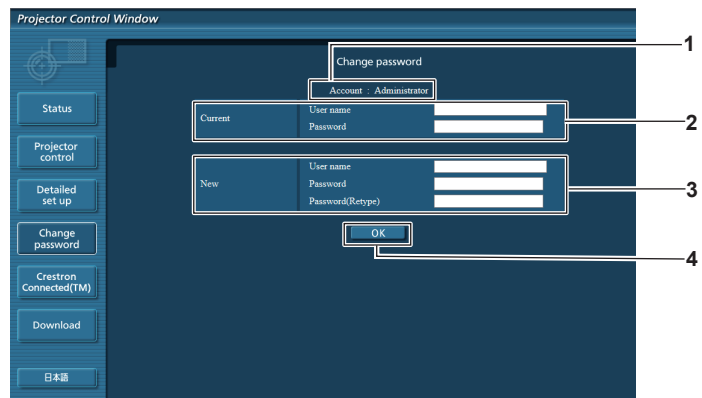 Projector Control Window
1
Change password
Account : Administrator
Status
Current
User name
Password
2
Projector
control
New
User name
Password
Password(Retype)
3
Detailed
set up
Change
password
OK
4
Crestron
Connected(TM)
Download
日本語